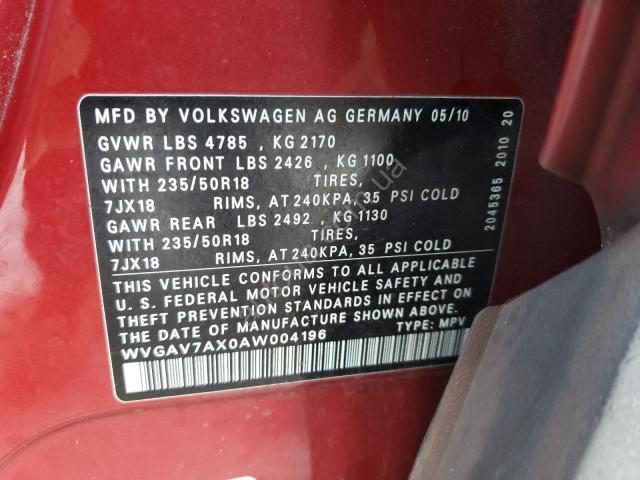 MFD BY VOLKSWAGEN AG GERMANY 05/10
GVWR LBS 4785 , KG 2170
GAWR FRONT LBS 2426 , KG 1100
WITH 235/50R18 TIRES,
7JX18 RIMS, AT 240KPA, 35 PSI COLD
GAWR REAR LBS 2492 , KG 1130
WITH 235/50R18 TIRES,
7JX18 RIMS, AT 240KPA, 35 PSI COLD
THIS VEHICLE CONFORMS TO ALL APPLICABLE
U. S. FEDERAL MOTOR VEHICLE SAFETY AND
THEFT PREVENTION STANDARDS IN EFFECT ON
THE DATE OF MANUFACTURE SHOWN ABOVE.
WVGAV7AX0AW004196 TYPE: MPV
2045365 2010 20